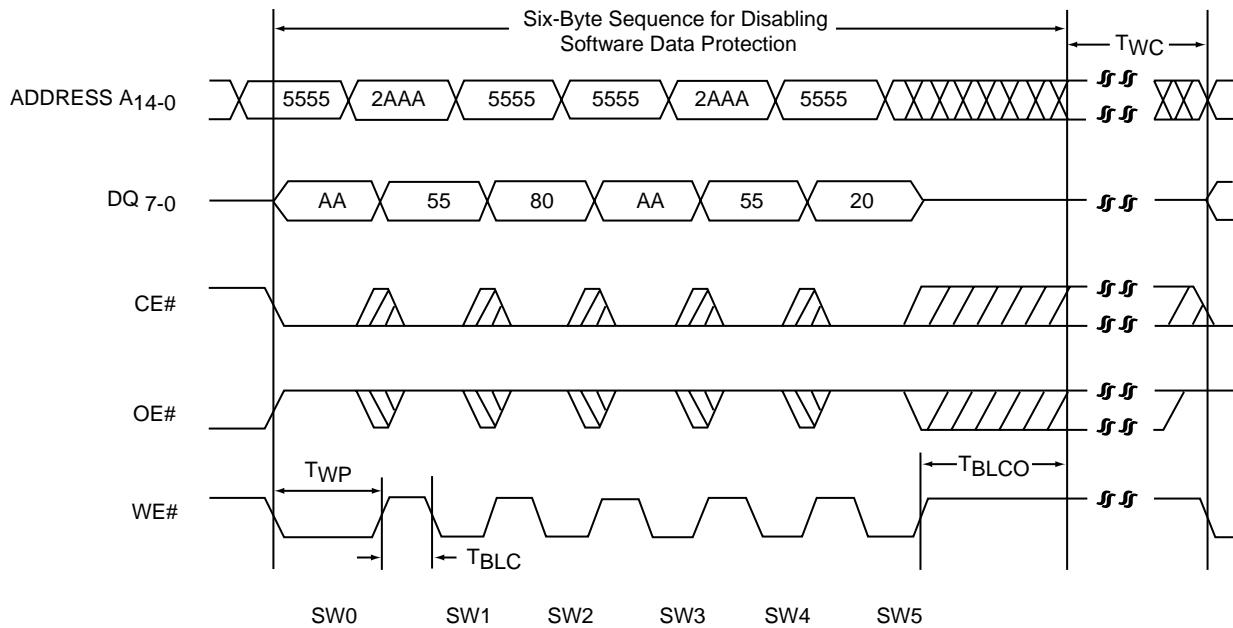 Six-Byte Sequence for Disabling
Software Data Protection
TWC
ADDRESS A14-0
5555 2AAA 5555 5555 2AAA 5555
DQ 7-0
AA 55 80 AA 55 20
CE#
OE#
TWP
TBLCO
WE#
TBLC
SW0 SW1 SW2 SW3 SW4 SW5